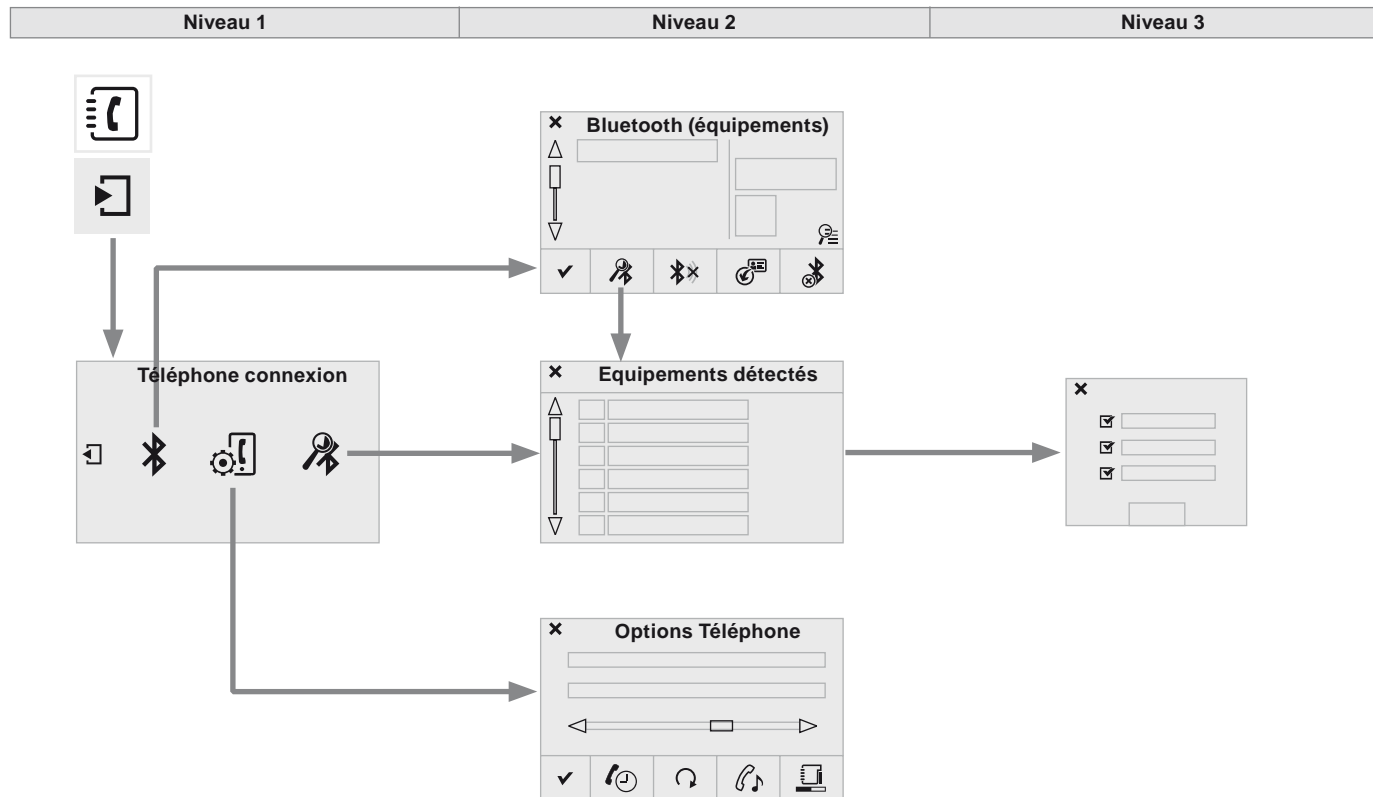 Niveau 1
Niveau 2
Niveau 3
Bluetooth (équipements)
Téléphone connexion
Equipements détectés
Options Téléphone